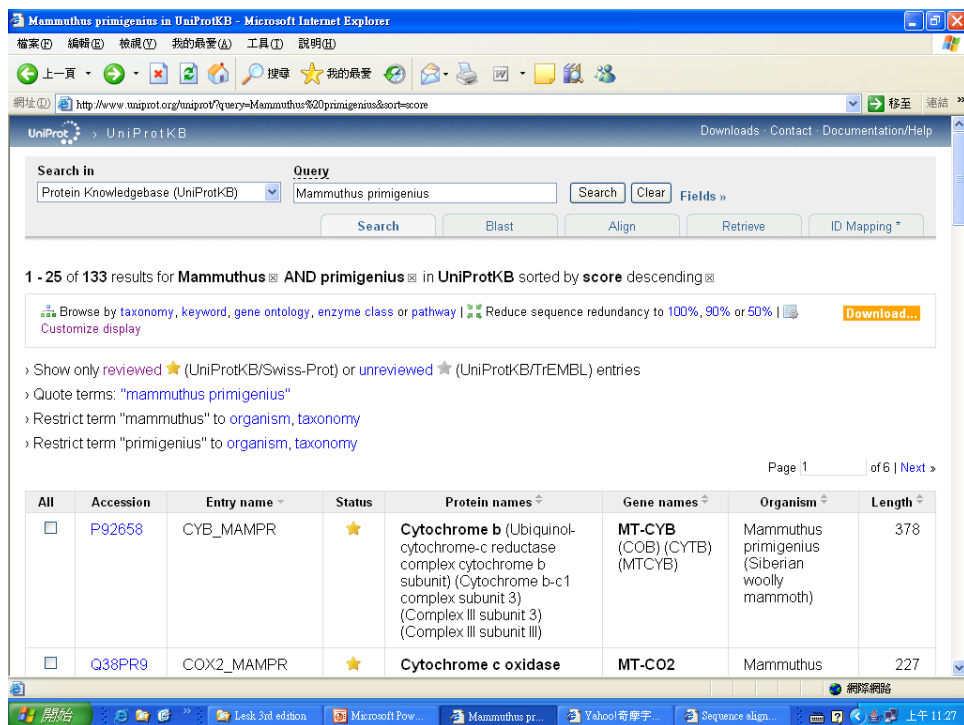 Mammuthus primigenius in UniProtKB - Microsoft Internet Explorer
檔案(F) 編輯(E) 檢視(V) 我的最愛(A) 工具(T) 說明(H)
上一頁 搜尋 我的最愛
網址(D) http://www.uniprot.org/uniprot/?query=Mammuthus%20primigenius&sort=score 移至 連結 »
UniProt › UniProtKB Downloads · Contact · Documentation/Help
Search in Query
Protein Knowledgebase (UniProtKB) Mammuthus primigenius Search Clear Fields »
Search Blast Align Retrieve ID Mapping *
1 - 25 of 133 results for Mammuthus AND primigenius in UniProtKB sorted by score descending
Browse by taxonomy, keyword, gene ontology, enzyme class or pathway | Reduce sequence redundancy to 100%, 90% or 50% | Download...
Customize display
› Show only reviewed (UniProtKB/Swiss-Prot) or unreviewed (UniProtKB/TrEMBL) entries
› Quote terms: "mammuthus primigenius"
› Restrict term "mammuthus" to organism, taxonomy
› Restrict term "primigenius" to organism, taxonomy
Page 1 of 6 | Next »
All Accession Entry name Status Protein names Gene names Organism Length
P92658 CYB_MAMPR Cytochrome b (Ubiquinol- MT-CYB Mammuthus 378
cytochrome-c reductase (COB) (CYTB) primigenius
complex cytochrome b (MTCYB) (Siberian
subunit) (Cytochrome b-c1 woolly
complex subunit 3) mammoth)
(Complex III subunit 3)
(Complex III subunit III)
Q38PR9 COX2_MAMPR Cytochrome c oxidase MT-CO2 Mammuthus 227
網際網路
開始 » Lesk 3rd edition Microsoft Pow... Mammuthus pr... Yahoo!奇摩字... Sequence align... 上午 11:27